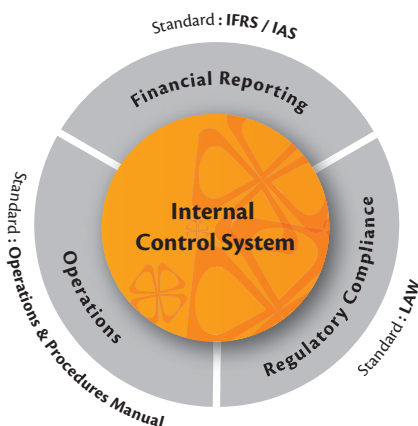 Standard : IFRS / IAS
Financial Reporting
Internal
Control System
Operations
Standard : Operations & Procedures Manual
Regulatory Compliance
Standard : LAW